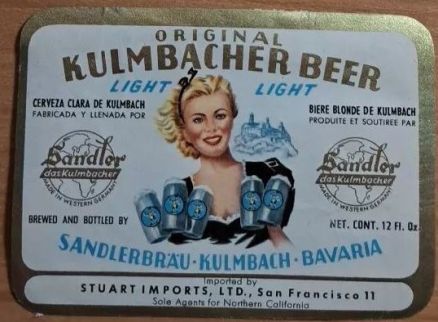 ORIGINAL
KULMBACHER BEER
LIGHT LIGHT
CERVEZA CLARA DE KULMBACH
FABRICADA Y LLENADA POR
BIERE BLONDE DE KULMBACH
PRODUITE ET SOUTIREE PAR
Sandler
das Kulmbacher
MADE IN WESTERN GERMANY
Sandler
das Kulmbacher
MADE IN WESTERN GERMANY
BREWED AND BOTTLED BY
NET. CONT. 12 Fl. Oz.
SANDLERBRÄU · KULMBACH · BAVARIA
Imported by
STUART IMPORTS, LTD., San Francisco 11
Sole Agents for Northern California